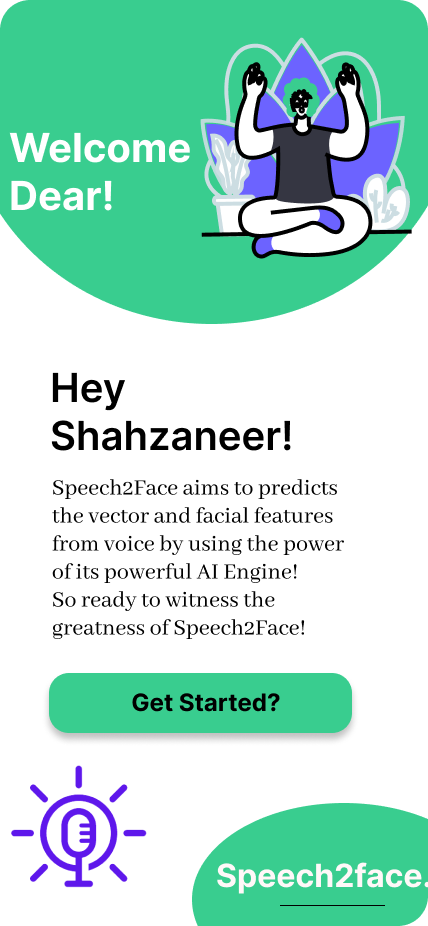 Welcome
Dear!
Hey
Shahzaneer!
Speech2Face aims to predicts
the vector and facial features
from voice by using the power
of its powerful AI Engine!
So ready to witness the
greatness of Speech2Face!
Get Started?
Speech2face.